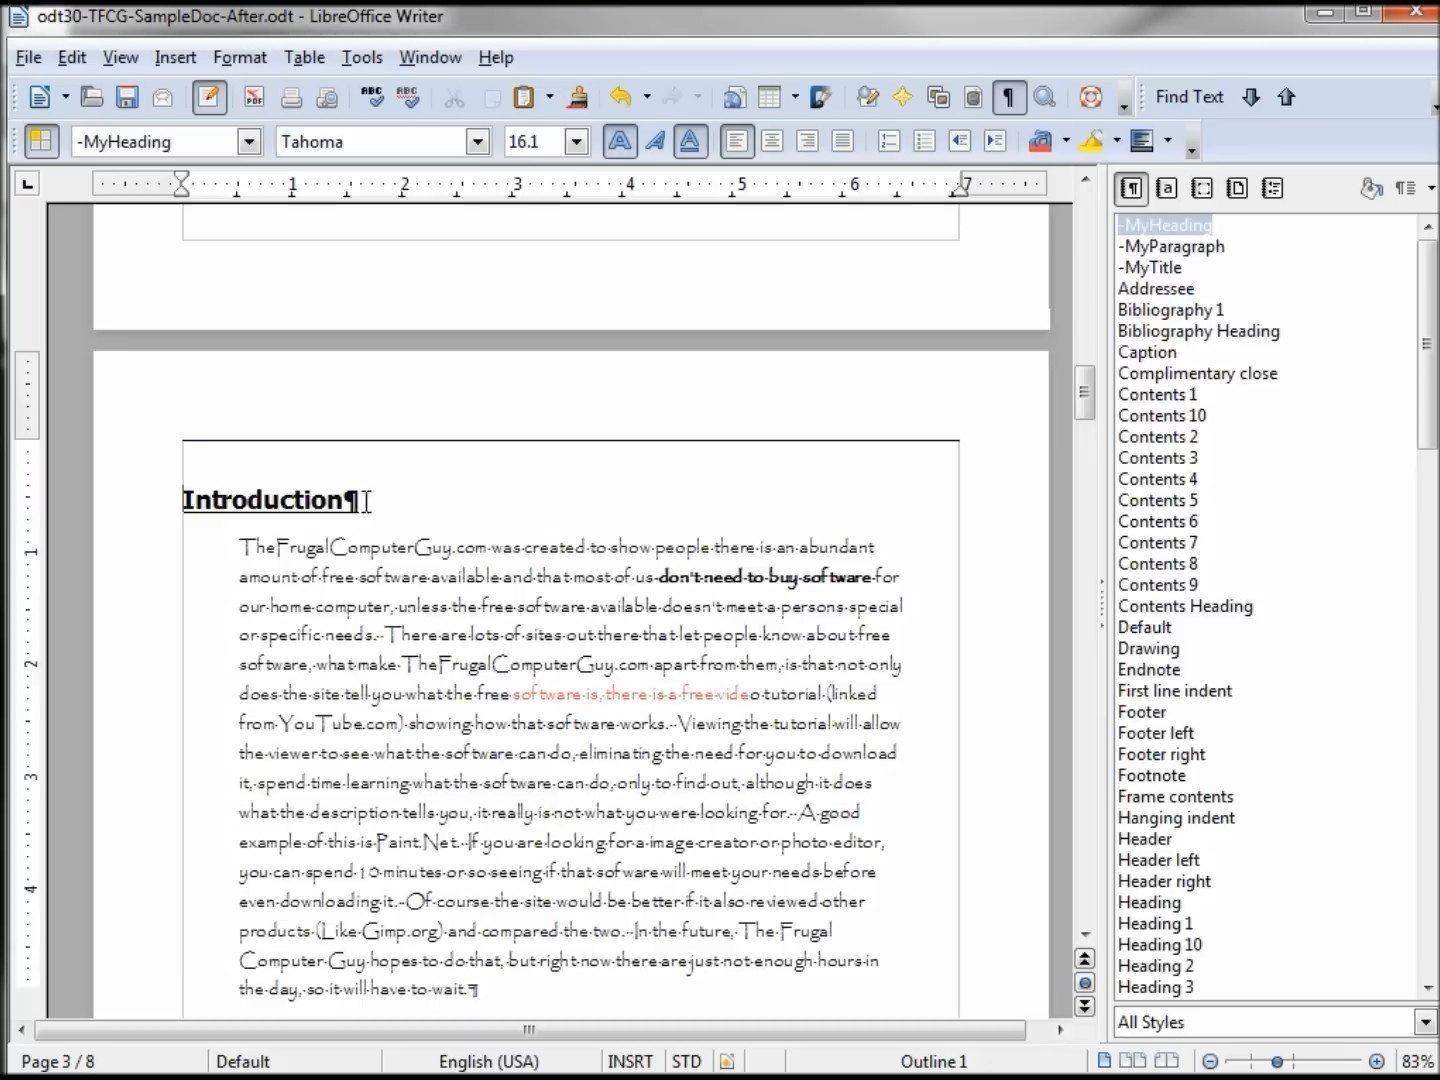 odt30-TFCG-SampleDoc-After.odt - LibreOffice Writer
File Edit View Insert Format Table Tools Window Help
PDF ABC ABC ¶ Find Text
-MyHeading Tahoma 16.1
1 2 3 4 5 6 7
-MyHeading
-MyParagraph
-MyTitle
Addressee
Bibliography 1
Bibliography Heading
Caption
Complimentary close
Contents 1
Contents 10
Contents 2
Contents 3
Contents 4
Contents 5
Contents 6
Contents 7
Contents 8
Contents 9
Contents Heading
Default
Drawing
Endnote
First line indent
Footer
Footer left
Footer right
Footnote
Frame contents
Hanging indent
Header
Header left
Header right
Heading
Heading 1
Heading 10
Heading 2
Heading 3
All Styles
1
2
3
4
Introduction¶
TheFrugalComputerGuy.com·was·created·to·show·people·there·is·an·abundant
amount·of·free·software·available·and·that·most·of·us·don't·need·to·buy·software·for
our·home·computer,·unless·the·free·software·available·doesn't·meet·a·persons·special
or·specific·needs.··There·are·lots·of·sites·out·there·that·let·people·know·about·free
software,·what·make·TheFrugalComputerGuy.com·apart·from·them,·is·that·not·only
does·the·site·tell·you·what·the·free·software·is,·there·is·a·free·video·tutorial·(linked
from·YouTube.com)·showing·how·that·software·works.··Viewing·the·tutorial·will·allow
the·viewer·to·see·what·the·software·can·do,·eliminating·the·need·for·you·to·download
it,·spend·time·learning·what·the·software·can·do,·only·to·find·out,·although·it·does
what·the·description·tells·you,·it·really·is·not·what·you·were·looking·for.··A·good
example·of·this·is·Paint.Net.··If·you·are·looking·for·a·image·creator·or·photo·editor,
you·can·spend·10·minutes·or·so·seeing·if·that·sofware·will·meet·your·needs·before
even·downloading·it.··Of·course·the·site·would·be·better·if·it·also·reviewed·other
products·(Like·Gimp.org)·and·compared·the·two.··In·the·future,·The·Frugal
Computer·Guy·hopes·to·do·that,·but·right·now·there·are·just·not·enough·hours·in
the·day,·so·it·will·have·to·wait.¶
Page 3 / 8 Default English (USA) INSRT STD Outline 1 83%